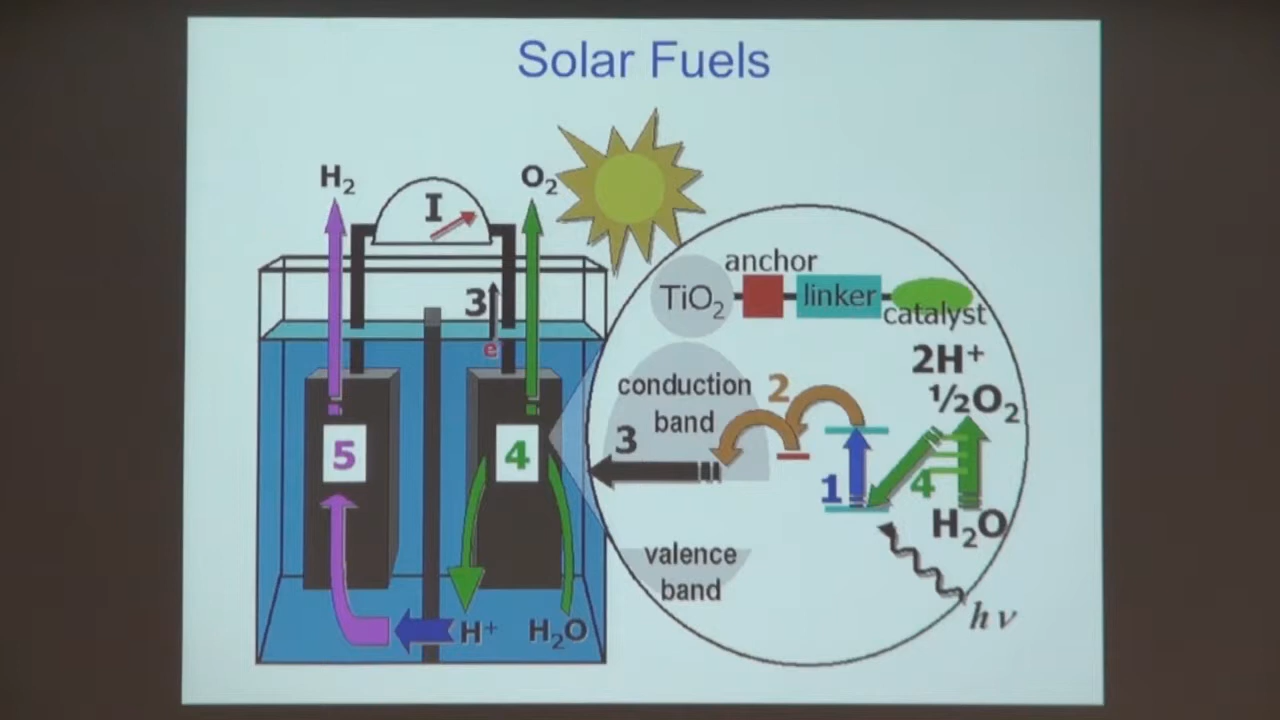 Solar Fuels
H₂
O₂
I
3
e
5
4
H⁺
H₂O
anchor
TiO₂
linker
catalyst
2H⁺
½O₂
conduction
band
2
3
1
4
H₂O
valence
band
hν